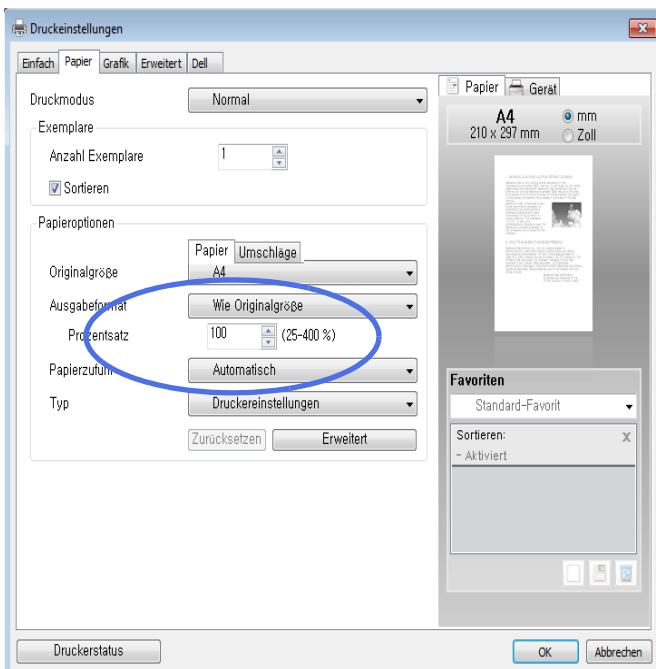 Druckeinstellungen
Einfach Papier Grafik Erweitert Dell
Druckmodus Normal
Exemplare
Anzahl Exemplare 1
Sortieren
Papieroptionen
Papier Umschläge
Originalgröße A4
Ausgabeformat Wie Originalgröße
Prozentsatz 100 (25-400 %)
Papierzufuhr Automatisch
Typ Druckereinstellungen
Zurücksetzen Erweitert
Papier Gerät
A4 mm
210 x 297 mm Zoll
Favoriten
Standard-Favorit
Sortieren: X
- Aktiviert
Druckerstatus OK Abbrechen